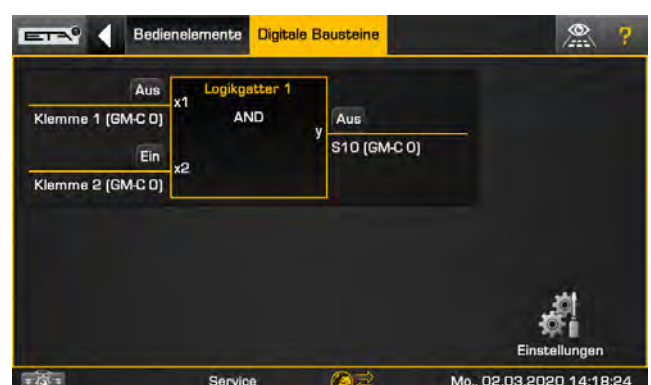 ETA
Bedienelemente
Digitale Bausteine
?
Aus
x1
Logikgatter 1
Klemme 1 (GM-C 0)
AND
y
Aus
Ein
S10 (GM-C 0)
x2
Klemme 2 (GM-C 0)
Einstellungen
Service
Mo., 02.03.2020 14:18:24